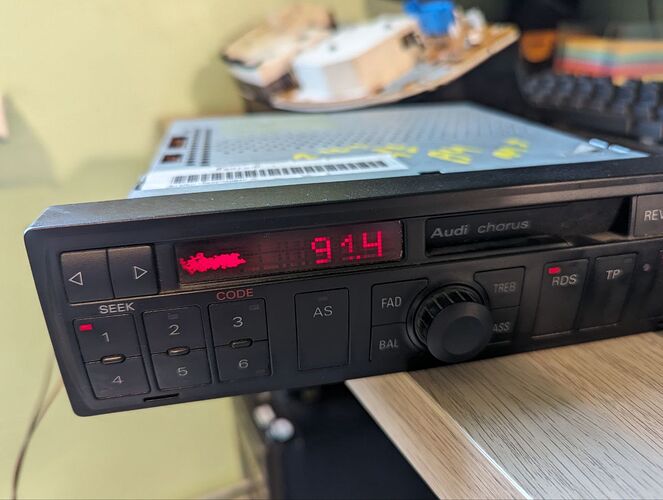 91.4
Audi chorus
REV
SEEK
CODE
1
2
3
4
5
6
AS
FAD
BAL
TREB
ASS
RDS
TP